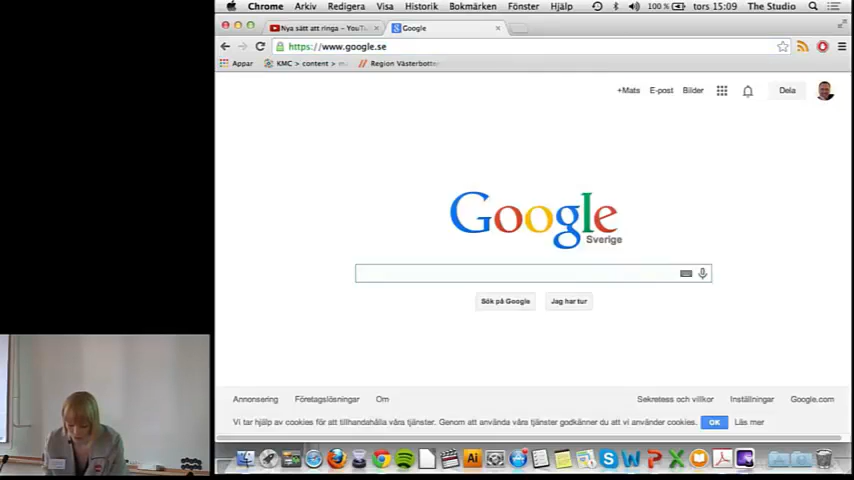 Chrome Arkiv Redigera Visa Historik Bokmärken Fönster Hjälp 100 % tors 15:09 The Studio
Nya sätt att ringa – YouT
Google
https://www.google.se
Appar KMC > content > Region Västerbott
+Mats E-post Bilder Dela
Google
Sverige
Sök på Google Jag har tur
Annonsering Företagslösningar Om Sekretess och villkor Inställningar Google.com
Vi tar hjälp av cookies för att tillhandahålla våra tjänster. Genom att använda våra tjänster godkänner du att vi använder cookies. OK Läs mer